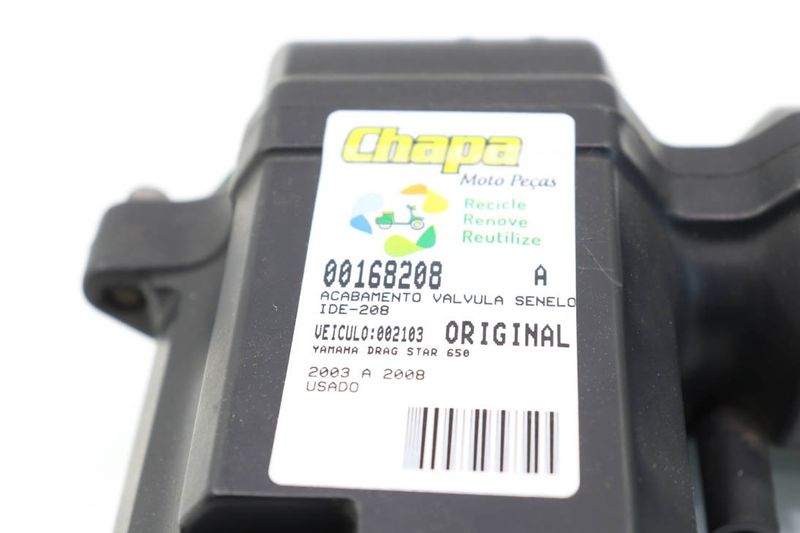 Chapa
Moto Peças
Recicle
Renove
Reutilize
00168208 A
ACABAMENTO VALVULA SENELO
IDE-208
VEICULO:002103 ORIGINAL
YAMAHA DRAG STAR 650
2003 A 2008
USADO